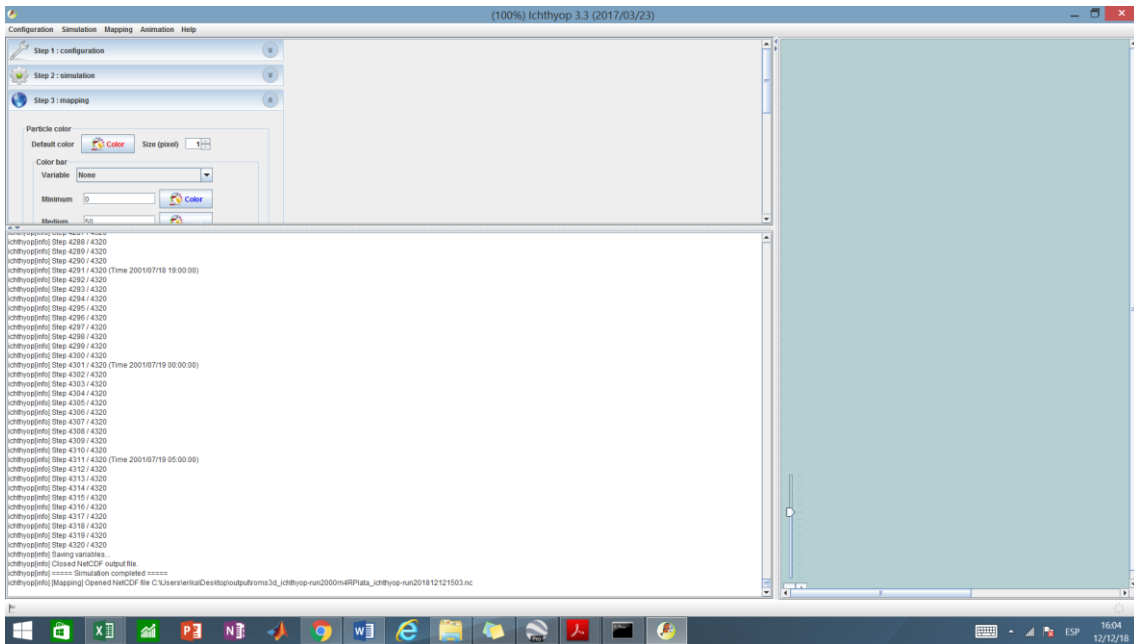 (100%) Ichthyop 3.3 (2017/03/23)
Configuration Simulation Mapping Animation Help
Step 1 : configuration
Step 2 : simulation
Step 3 : mapping
Particle color
Default color Color Size (pixel) 1
Color bar
Variable None
Minimum 0 Color
Medium 50
ichthyop[info] Step 4287 / 4320
ichthyop[info] Step 4288 / 4320
ichthyop[info] Step 4289 / 4320
ichthyop[info] Step 4290 / 4320
ichthyop[info] Step 4291 / 4320 (Time 2001/07/18 19:00:00)
ichthyop[info] Step 4292 / 4320
ichthyop[info] Step 4293 / 4320
ichthyop[info] Step 4294 / 4320
ichthyop[info] Step 4295 / 4320
ichthyop[info] Step 4296 / 4320
ichthyop[info] Step 4297 / 4320
ichthyop[info] Step 4298 / 4320
ichthyop[info] Step 4299 / 4320
ichthyop[info] Step 4300 / 4320
ichthyop[info] Step 4301 / 4320 (Time 2001/07/19 00:00:00)
ichthyop[info] Step 4302 / 4320
ichthyop[info] Step 4303 / 4320
ichthyop[info] Step 4304 / 4320
ichthyop[info] Step 4305 / 4320
ichthyop[info] Step 4306 / 4320
ichthyop[info] Step 4307 / 4320
ichthyop[info] Step 4308 / 4320
ichthyop[info] Step 4309 / 4320
ichthyop[info] Step 4310 / 4320
ichthyop[info] Step 4311 / 4320 (Time 2001/07/19 05:00:00)
ichthyop[info] Step 4312 / 4320
ichthyop[info] Step 4313 / 4320
ichthyop[info] Step 4314 / 4320
ichthyop[info] Step 4315 / 4320
ichthyop[info] Step 4316 / 4320
ichthyop[info] Step 4317 / 4320
ichthyop[info] Step 4318 / 4320
ichthyop[info] Step 4319 / 4320
ichthyop[info] Step 4320 / 4320
ichthyop[info] Saving variables...
ichthyop[info] Closed NetCDF output file.
ichthyop[info] ===== Simulation completed =====
ichthyop[info] [Mapping] Opened NetCDF file C:\Users\erika\Desktop\output\roms3d_ichthyop-run2000m4RPlata_ichthyop-run201812121503.nc
ESP
16:04
12/12/18